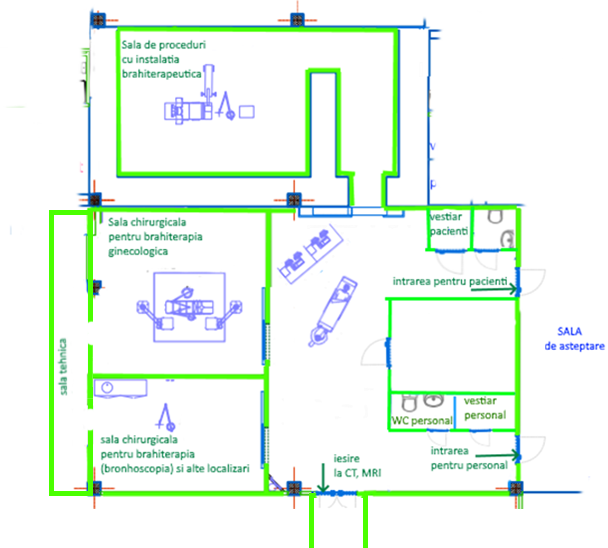 Sala de proceduri
cu instalatia
brahiterapeutica
Sala chirurgicala
pentru brahiterapia
ginecologica
vestiar
pacienti
intrarea pentru pacienti
SALA
de asteptare
sala tehnica
WC personal
vestiar
personal
sala chirurgicala
pentru brahiterapia
(bronhoscopia) si alte localizari
iesire
la CT, MRI
intrarea
pentru personal